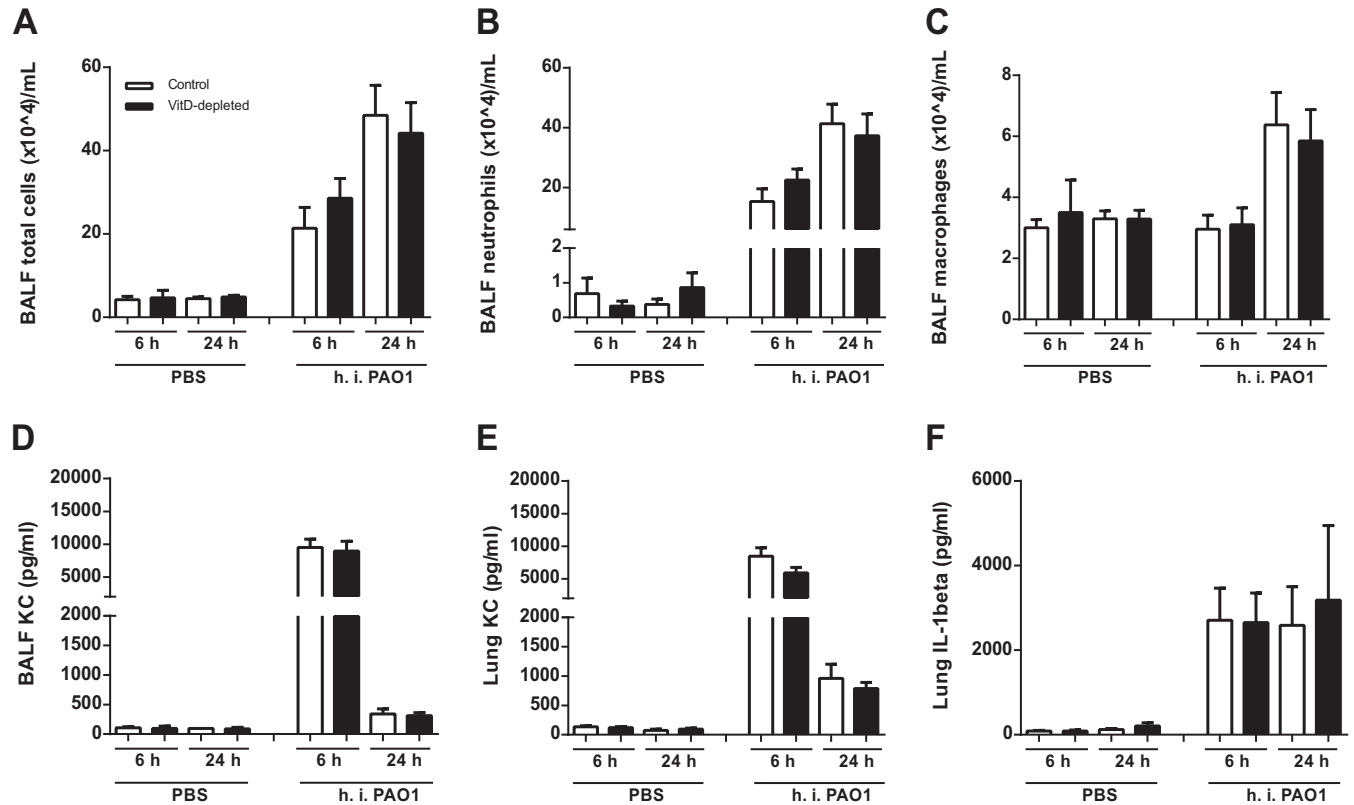 A
BALF total cells (x10^4)/mL
60
40
20
0
Control
VitD-depleted
6 h
24 h
6 h
24 h
PBS
h. i. PAO1
B
BALF neutrophils (x10^4)/mL
60
40
20
2
1
0
6 h
24 h
6 h
24 h
PBS
h. i. PAO1
C
BALF macrophages (x10^4)/mL
8
6
4
2
0
6 h
24 h
6 h
24 h
PBS
h. i. PAO1
D
BALF KC (pg/ml)
20000
15000
10000
5000
2000
1500
1000
500
0
6 h
24 h
6 h
24 h
PBS
h. i. PAO1
E
Lung KC (pg/ml)
20000
15000
10000
5000
2000
1500
1000
500
0
6 h
24 h
6 h
24 h
PBS
h. i. PAO1
F
Lung IL-1beta (pg/ml)
6000
4000
2000
0
6 h
24 h
6 h
24 h
PBS
h. i. PAO1